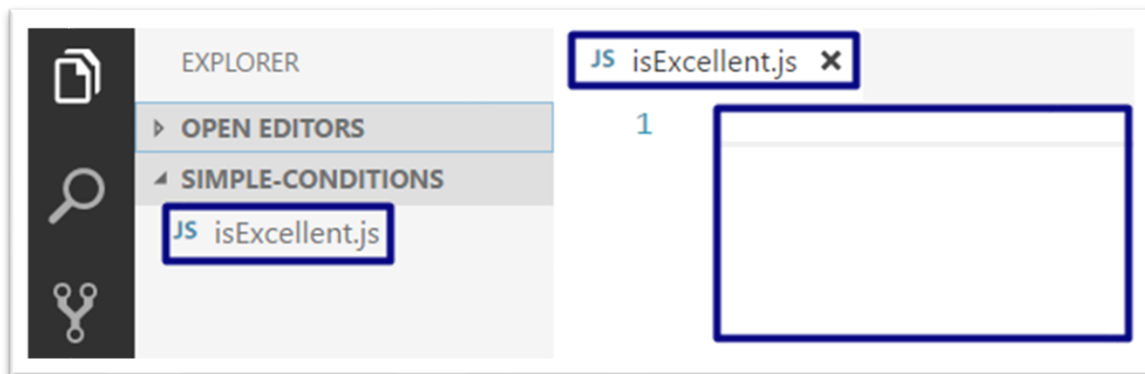 EXPLORER
OPEN EDITORS
SIMPLE-CONDITIONS
JS isExcellent.js
JS isExcellent.js ×
1